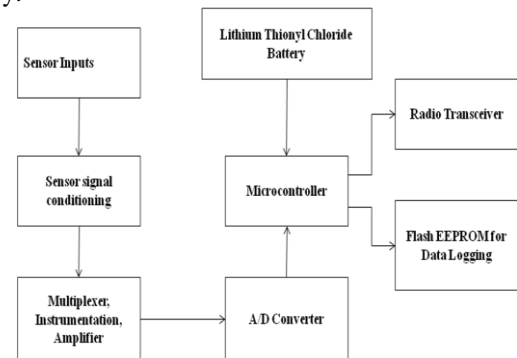 y.
Sensor Inputs
Lithium Thionyl Chloride
Battery
Radio Transceiver
Sensor signal
conditioning
Microcontroller
Flash EEPROM for
Data Logging
Multiplexer,
Instrumentation,
Amplifier
A/D Converter